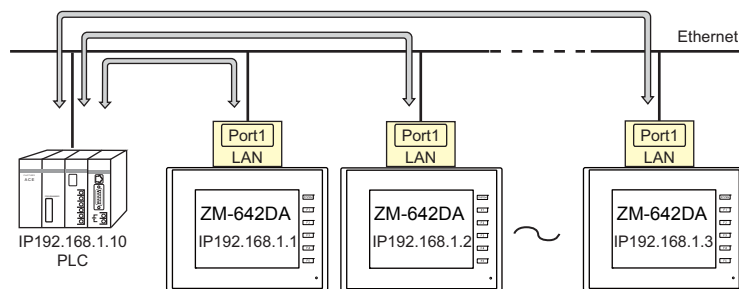 Ethernet
Port1
LAN
Port1
LAN
Port1
LAN
ZM-642DA
IP192.168.1.1
ZM-642DA
IP192.168.1.2
ZM-642DA
IP192.168.1.3
IP192.168.1.10
PLC